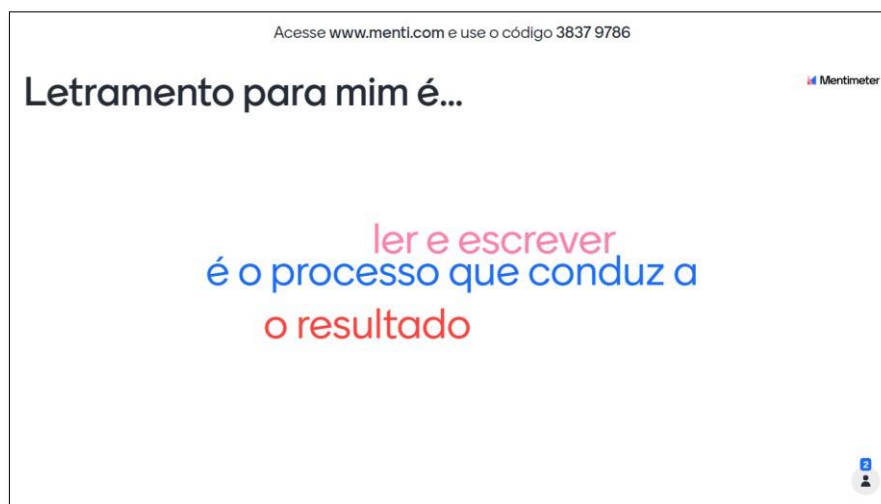 Acesse www.menti.com e use o código 3837 9786
Letramento para mim é...
Mentimeter
ler e escrever
é o processo que conduz a
o resultado
2